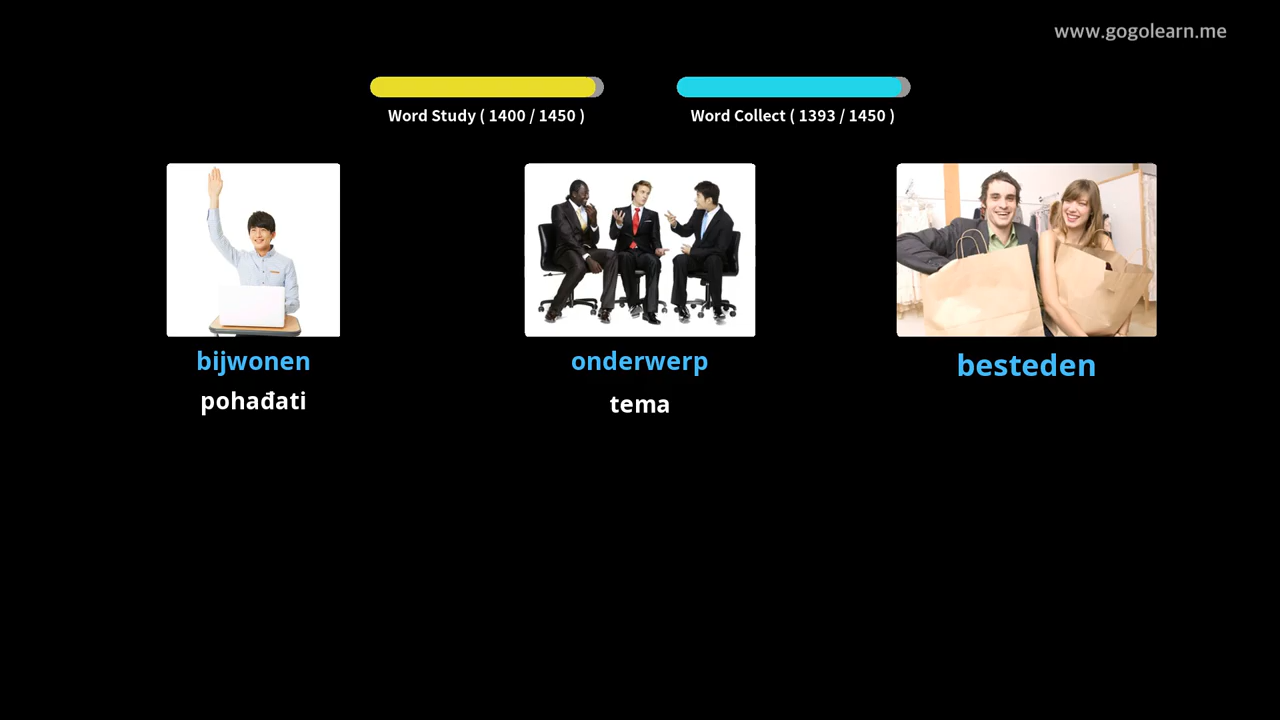 www.gogolearn.me
Word Study ( 1400 / 1450 )
Word Collect ( 1393 / 1450 )
bijwonen
pohađati
onderwerp
tema
besteden